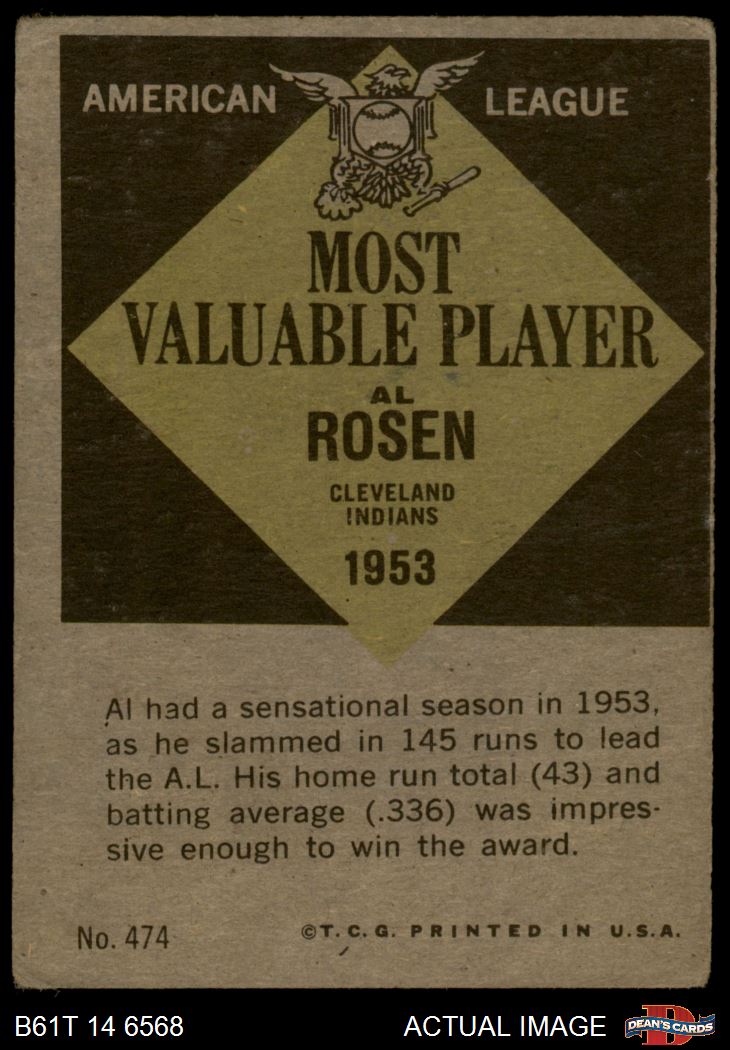 AMERICAN LEAGUE
MOST
VALUABLE PLAYER
AL
ROSEN
CLEVELAND
INDIANS
1953
Al had a sensational season in 1953,
as he slammed in 145 runs to lead
the A.L. His home run total (43) and
batting average (.336) was impres-
sive enough to win the award.
No. 474 ©T.C.G. PRINTED IN U.S.A.
B61T 14 6568 ACTUAL IMAGE D DEAN'S CARDS